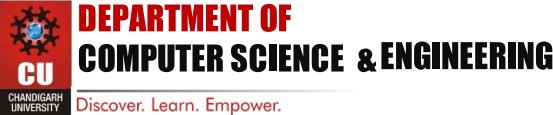 DEPARTMENT OF
COMPUTER SCIENCE & ENGINEERING
CU
CHANDIGARH
UNIVERSITY
Discover. Learn. Empower.